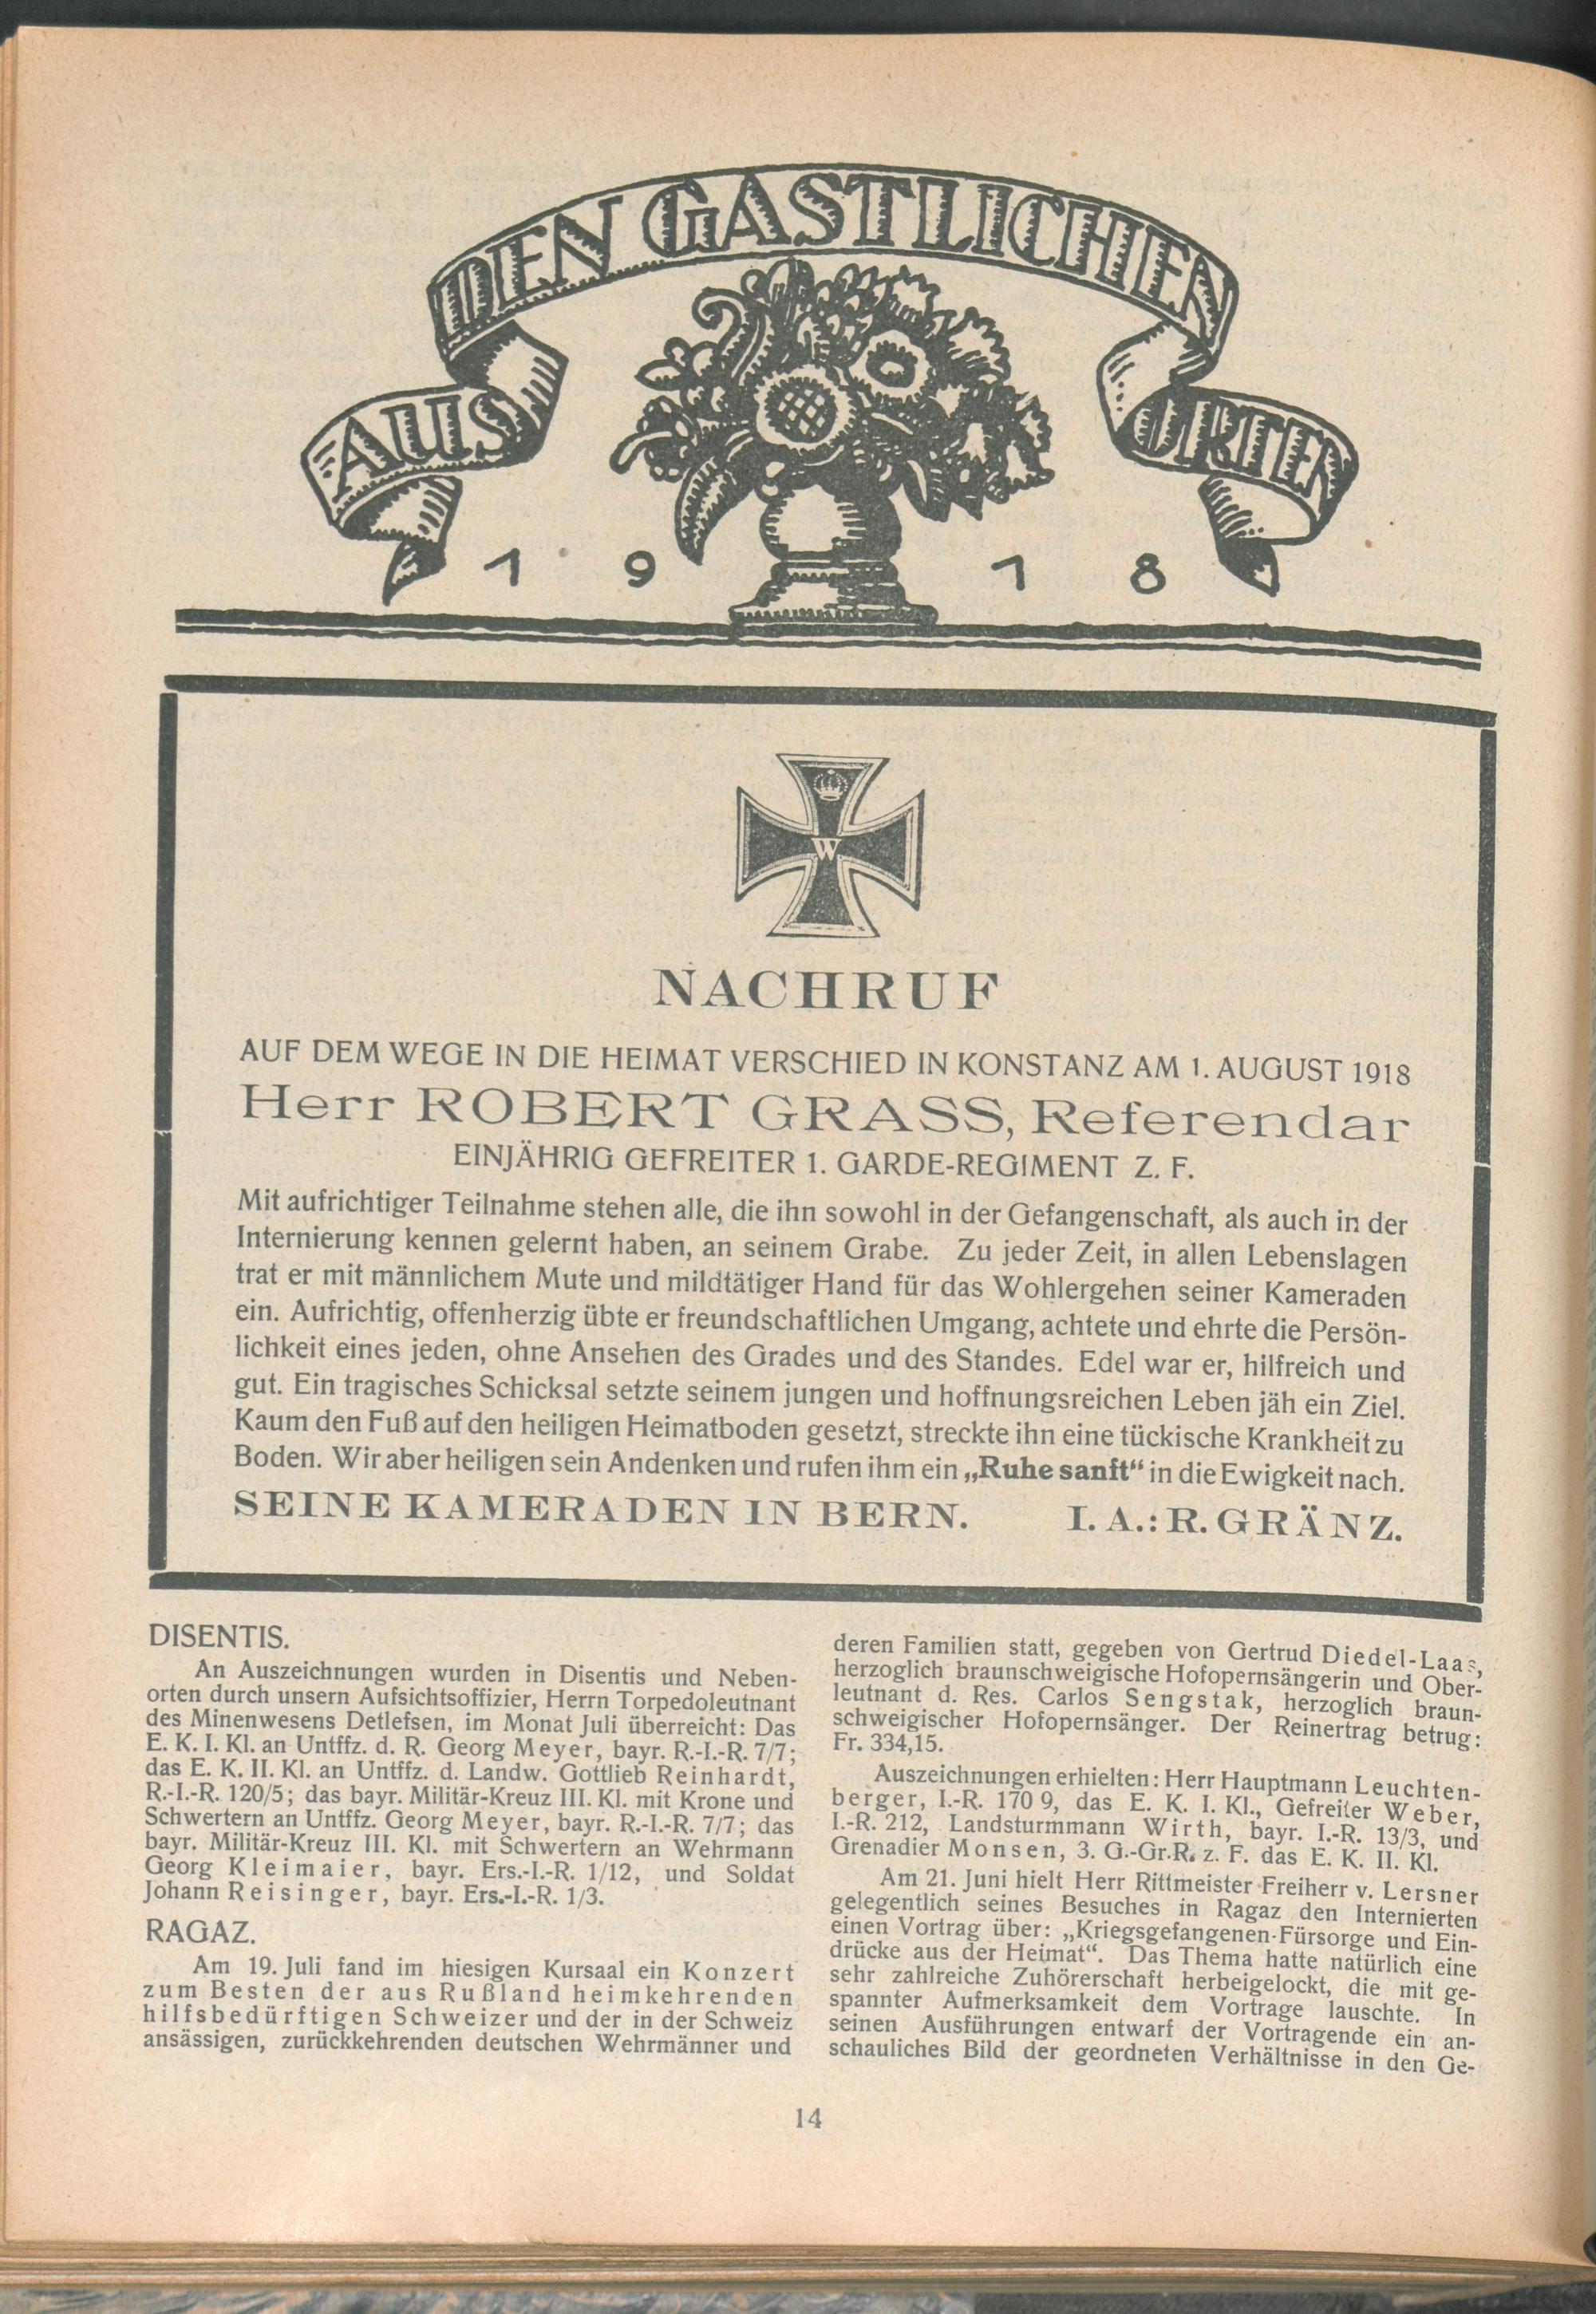 AUS DEN GASTLICHEN ORTEN
1 9 1 8
W
NACHRUF
AUF DEM WEGE IN DIE HEIMAT VERSCHIED IN KONSTANZ AM 1. AUGUST 1918
Herr ROBERT GRASS, Referendar
EINJÄHRIG GEFREITER 1. GARDE-REGIMENT Z. F.
Mit aufrichtiger Teilnahme stehen alle, die ihn sowohl in der Gefangenschaft, als auch in der
Internierung kennen gelernt haben, an seinem Grabe. Zu jeder Zeit, in allen Lebenslagen
trat er mit männlichem Mute und mildtätiger Hand für das Wohlergehen seiner Kameraden
ein. Aufrichtig, offenherzig übte er freundschaftlichen Umgang, achtete und ehrte die Persön-
lichkeit eines jeden, ohne Ansehen des Grades und des Standes. Edel war er, hilfreich und
gut. Ein tragisches Schicksal setzte seinem jungen und hoffnungsreichen Leben jäh ein Ziel.
Kaum den Fuß auf den heiligen Heimatboden gesetzt, streckte ihn eine tückische Krankheit zu
Boden. Wir aber heiligen sein Andenken und rufen ihm ein „Ruhe sanft“ in die Ewigkeit nach.
SEINE KAMERADEN IN BERN. I. A.: R. GRÄNZ.
DISENTIS.
An Auszeichnungen wurden in Disentis und Neben-
orten durch unsern Aufsichtsoffizier, Herrn Torpedoleutnant
des Minenwesens Detlefsen, im Monat Juli überreicht: Das
E. K. I. Kl. an Untffz. d. R. Georg Meyer, bayr. R.-I.-R. 7/7;
das E. K. II. Kl. an Untffz. d. Landw. Gottlieb Reinhardt,
R.-I.-R. 120/5; das bayr. Militär-Kreuz III. Kl. mit Krone und
Schwertern an Untffz. Georg Meyer, bayr. R.-I.-R. 7/7; das
bayr. Militär-Kreuz III. Kl. mit Schwertern an Wehrmann
Georg Kleimaier, bayr. Ers.-I.-R. 1/12, und Soldat
Johann Reisinger, bayr. Ers.-I.-R. 1/3.
RAGAZ.
Am 19. Juli fand im hiesigen Kursaal ein Konzert
zum Besten der aus Rußland heimkehrenden
hilfsbedürftigen Schweizer und der in der Schweiz
ansässigen, zurückkehrenden deutschen Wehrmänner und
deren Familien statt, gegeben von Gertrud Diedel-Laas,
herzoglich braunschweigische Hofopernsängerin und Ober-
leutnant d. Res. Carlos Sengstak, herzoglich braun-
schweigischer Hofopernsänger. Der Reinertrag betrug:
Fr. 334,15.
Auszeichnungen erhielten: Herr Hauptmann Leuchten-
berger, I.-R. 170 9, das E. K. I. Kl., Gefreiter Weber,
I.-R. 212, Landsturmmann Wirth, bayr. I.-R. 13/3, und
Grenadier Monsen, 3. G.-Gr.R. z. F. das E. K. II. Kl.
Am 21. Juni hielt Herr Rittmeister Freiherr v. Lersner
gelegentlich seines Besuches in Ragaz den Internierten
einen Vortrag über: „Kriegsgefangenen-Fürsorge und Ein-
drücke aus der Heimat“. Das Thema hatte natürlich eine
sehr zahlreiche Zuhörerschaft herbeigelockt, die mit ge-
spannter Aufmerksamkeit dem Vortrage lauschte. In
seinen Ausführungen entwarf der Vortragende ein an-
schauliches Bild der geordneten Verhältnisse in den Ge-
14